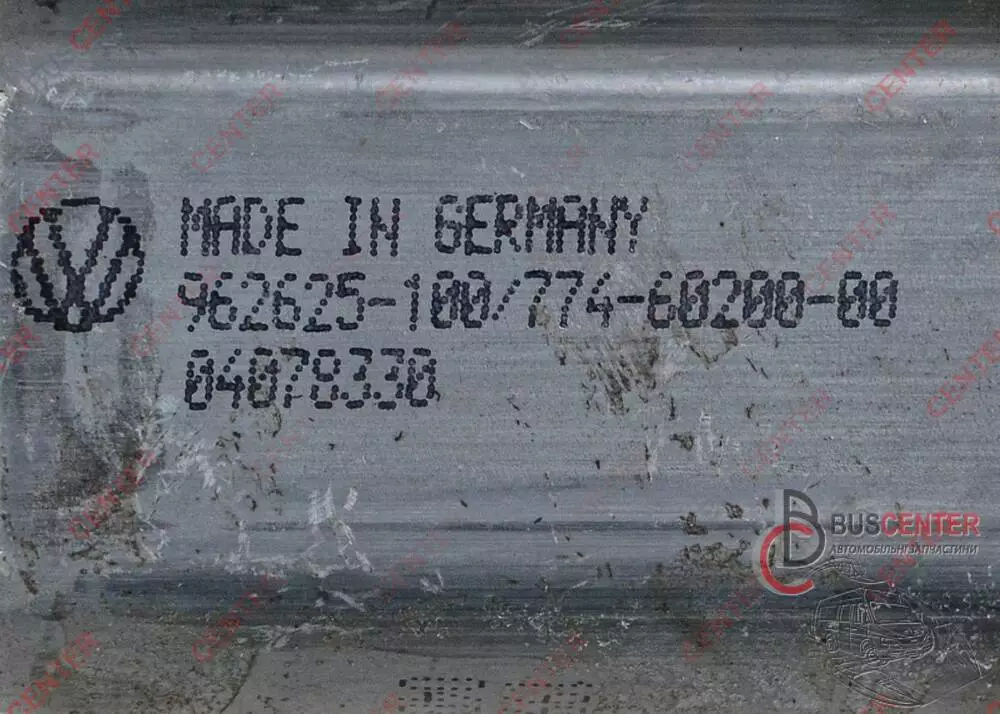 MADE IN GERMANY
962625-100/774-60200-00
04078330
BUSCENTER
АВТОМОБІЛЬНІ ЗАПЧАСТИНИ